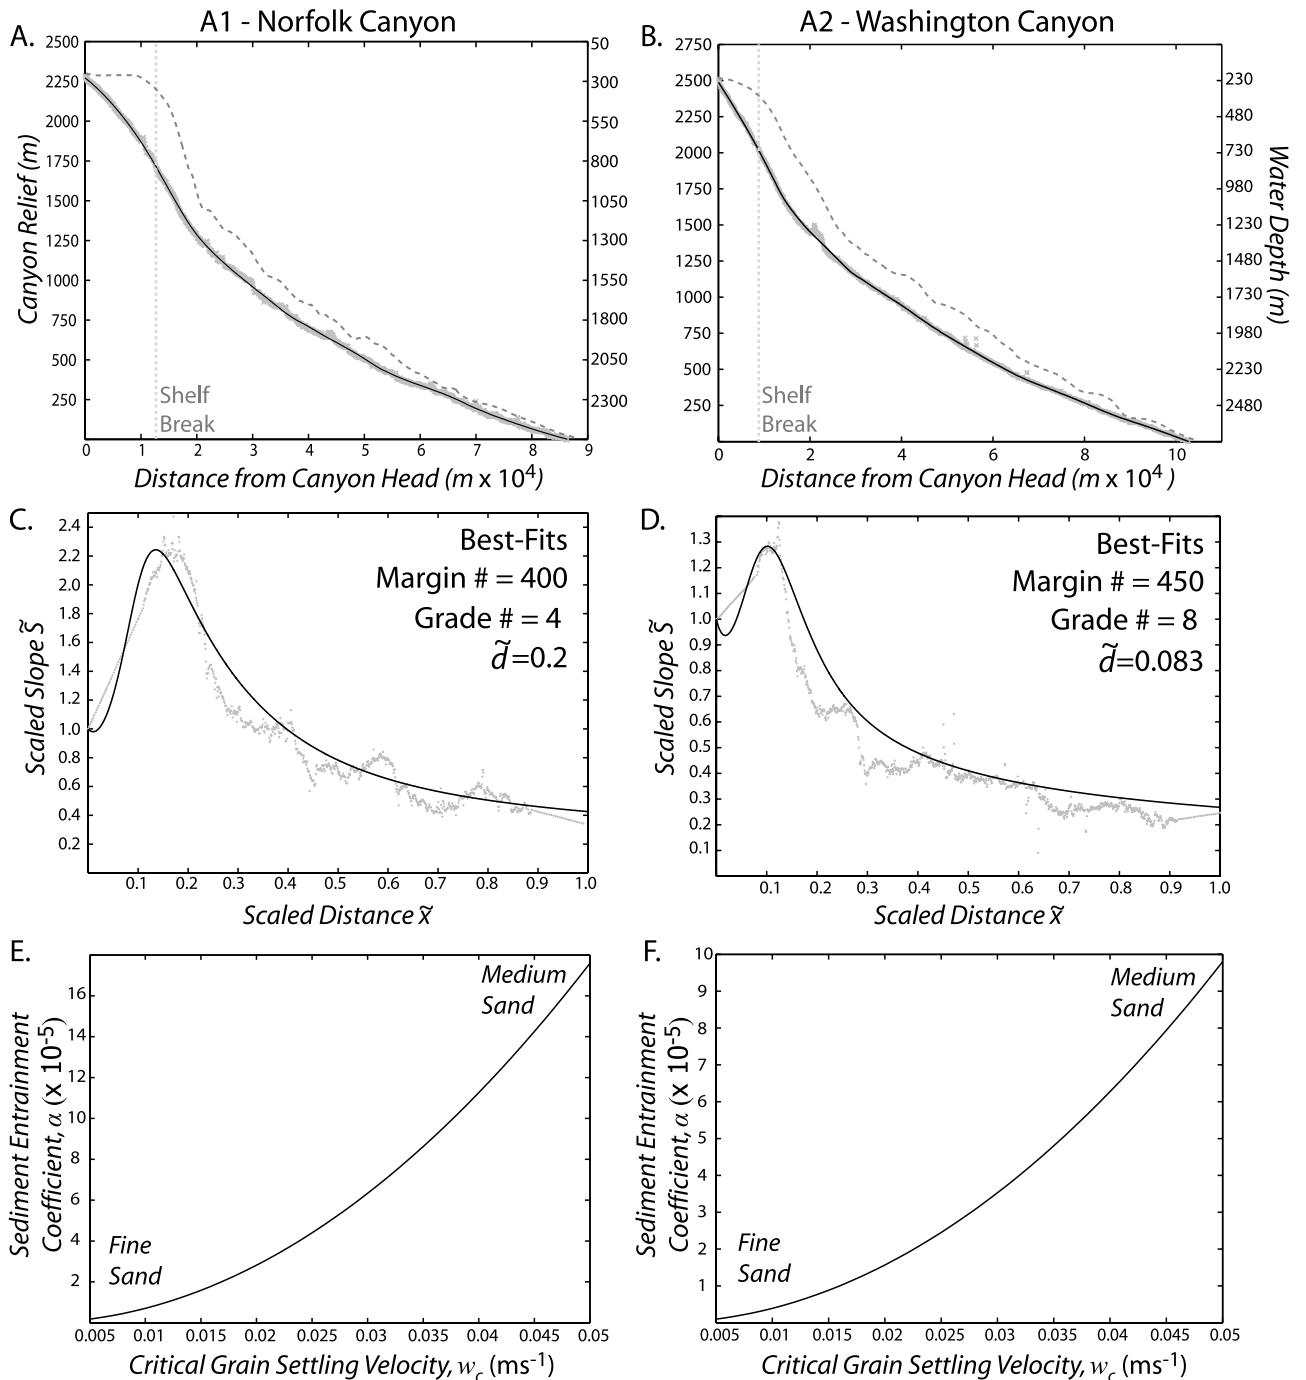 A1 - Norfolk Canyon
A2 - Washington Canyon
A.
2500
2250
2000
1750
1500
1250
1000
750
500
250
Canyon Relief (m)
50
300
550
800
1050
1300
1550
1800
2050
2300
Shelf
Break
0 1 2 3 4 5 6 7 8 9
Distance from Canyon Head (m x 10⁴)
B.
2750
2500
2250
2000
1750
1500
1250
1000
750
500
250
230
480
730
980
1230
1480
1730
1980
2230
2480
Water Depth (m)
Shelf
Break
0 2 4 6 8 10
Distance from Canyon Head (m x 10⁴)
C.
2.4
2.2
2.0
1.8
1.6
1.4
1.2
1.0
0.8
0.6
0.4
0.2
Scaled Slope S̃
Best-Fits
Margin # = 400
Grade # = 4
d̃=0.2
0.1 0.2 0.3 0.4 0.5 0.6 0.7 0.8 0.9 1.0
Scaled Distance x̃
D.
1.3
1.2
1.1
1.0
0.9
0.8
0.7
0.6
0.5
0.4
0.3
0.2
0.1
Scaled Slope S̃
Best-Fits
Margin # = 450
Grade # = 8
d̃=0.083
0.1 0.2 0.3 0.4 0.5 0.6 0.7 0.8 0.9 1.0
Scaled Distance x̃
E.
16
14
12
10
8
6
4
2
Sediment Entrainment
Coefficient, α (x 10⁻⁵)
Medium
Sand
Fine
Sand
0.005 0.01 0.015 0.02 0.025 0.03 0.035 0.04 0.045 0.05
Critical Grain Settling Velocity, w_c (ms⁻¹)
F.
10
9
8
7
6
5
4
3
2
1
Sediment Entrainment
Coefficient, α (x 10⁻⁵)
Medium
Sand
Fine
Sand
0.005 0.01 0.015 0.02 0.025 0.03 0.035 0.04 0.045 0.05
Critical Grain Settling Velocity, w_c (ms⁻¹)